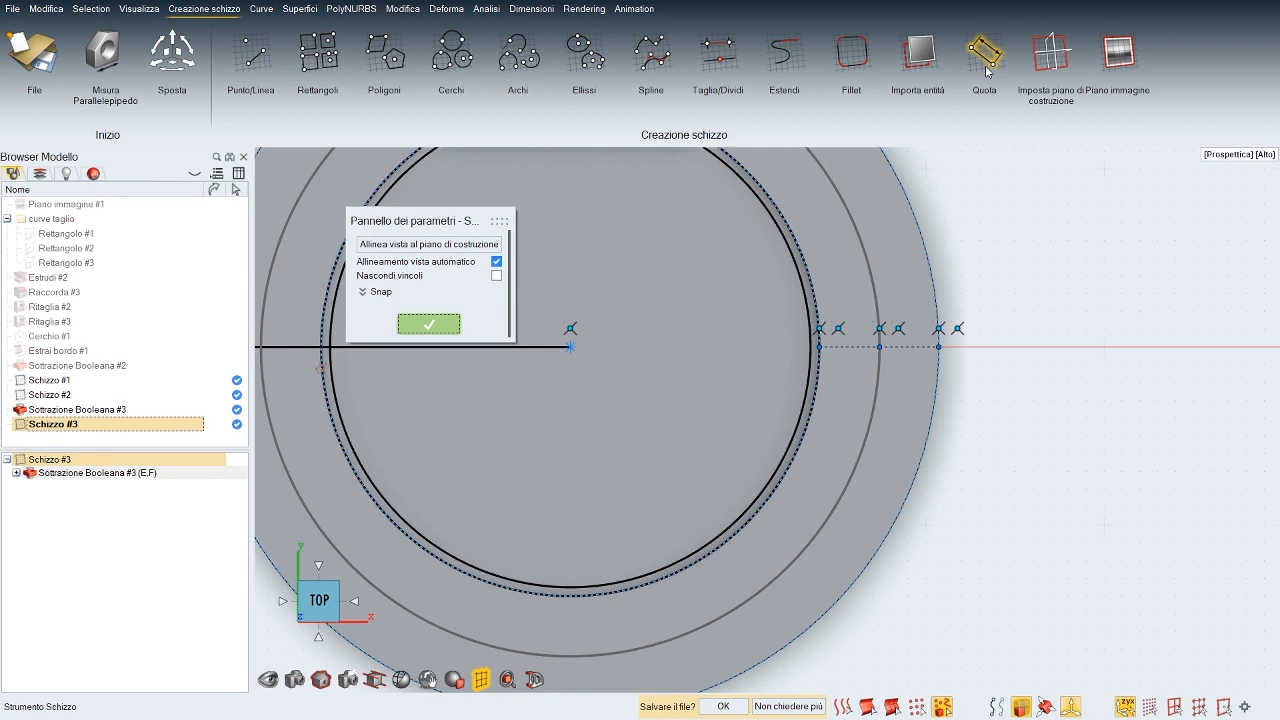 File Modifica Selection Visualizza Creazione schizzo Curve Superfici PolyNURBS Modifica Deforma Analisi Dimensioni Rendering Animation
File Misura Parallelepipedo Sposta Punto/Linea Rettangoli Poligoni Cerchi Archi Ellissi Spline Taglia/Dividi Estendi Fillet Importa entità Quota Imposta piano di costruzione Piano immagine
Inizio Creazione schizzo
Browser Modello
[Prospettica] [Alto]
Nome
Piano immagine #1
curve taglio
Rettangolo #1
Rettangolo #2
Rettangolo #3
Estrudi #2
Raccorda #3
Ritaglia #2
Ritaglia #3
Cerchio #1
Estrai bordo #1
Sottrazione Booleana #2
Schizzo #1
Schizzo #2
Sottrazione Booleana #3
Schizzo #3
Schizzo #3
Sottrazione Booleana #3 (E,F)
Pannello dei parametri - S...
Allinea vista al piano di costruzione
Allineamento vista automatico
Nascondi vincoli
Snap
y
TOP
z x
Strumento Schizzo
Salvare il file? OK Non chiedere più
zyx